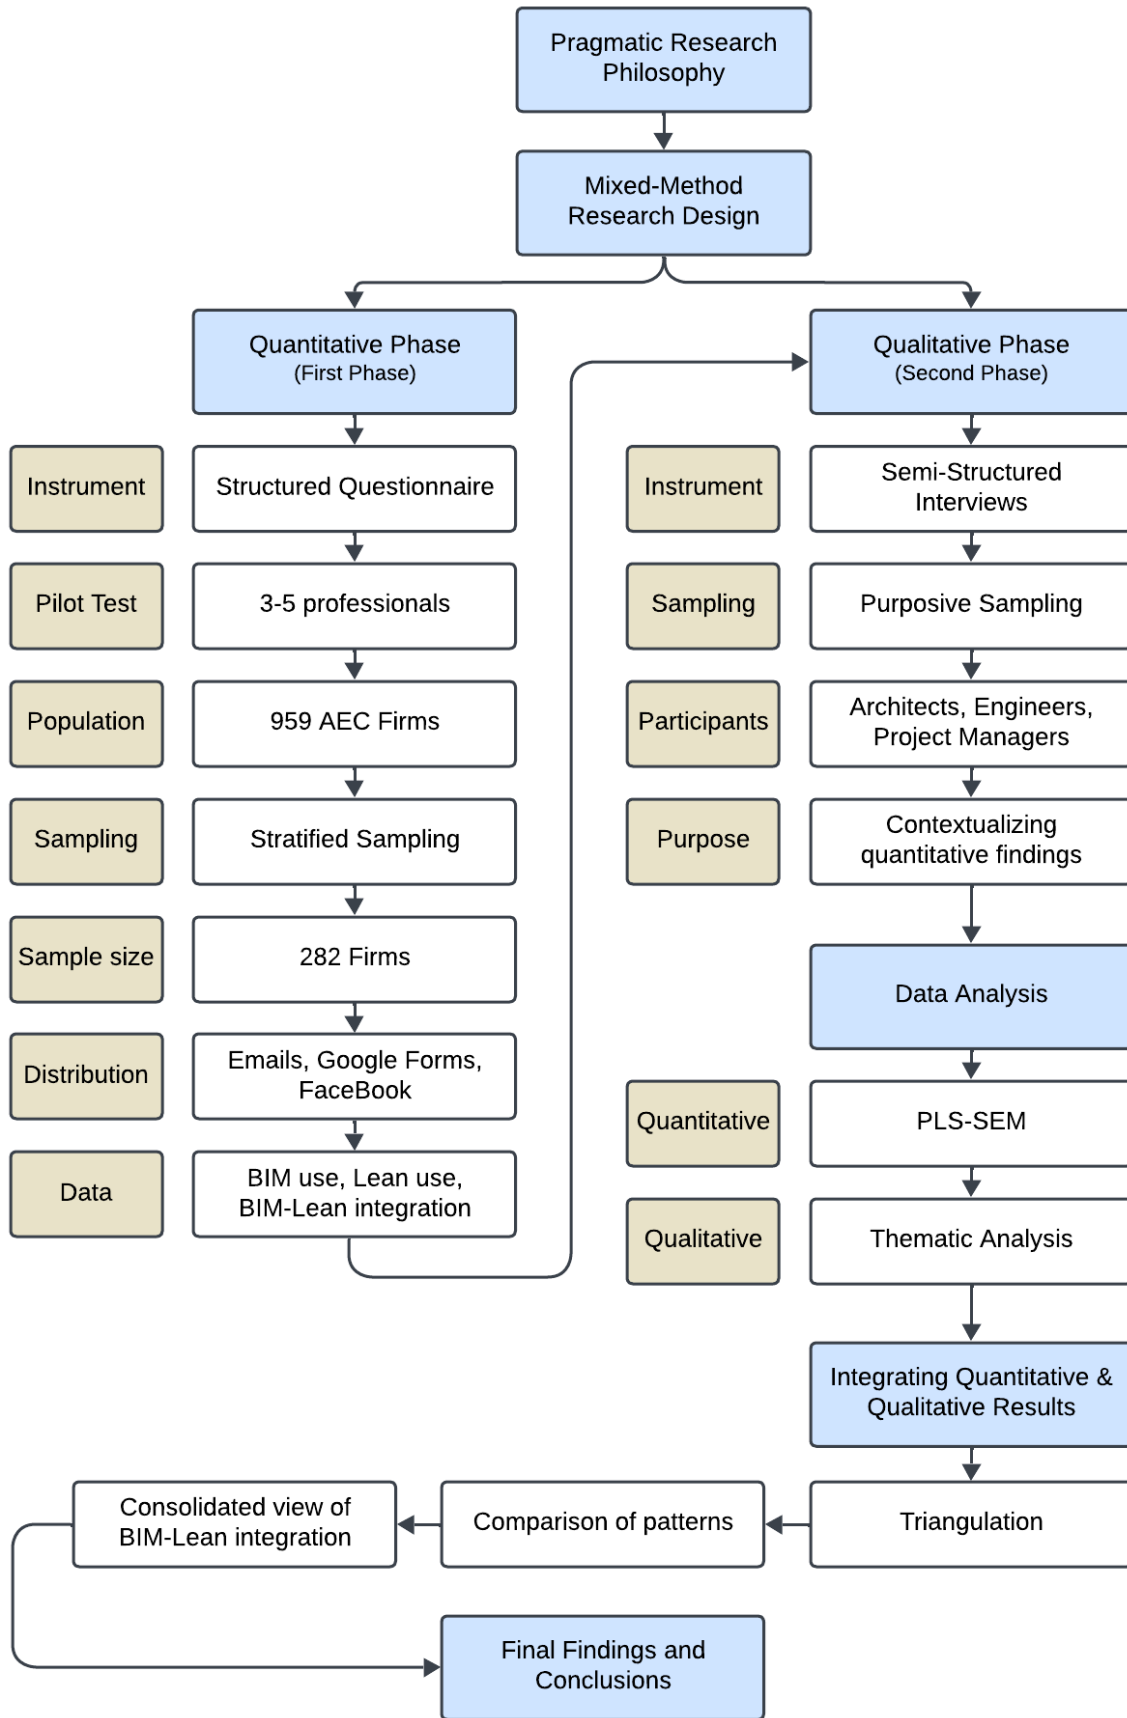 Pragmatic Research
Philosophy
Mixed-Method
Research Design
Quantitative Phase
(First Phase)
Instrument
Structured Questionnaire
Pilot Test
3-5 professionals
Population
959 AEC Firms
Sampling
Stratified Sampling
Sample size
282 Firms
Distribution
Emails, Google Forms,
FaceBook
Data
BIM use, Lean use,
BIM-Lean integration
Qualitative Phase
(Second Phase)
Instrument
Semi-Structured
Interviews
Sampling
Purposive Sampling
Participants
Architects, Engineers,
Project Managers
Purpose
Contextualizing
quantitative findings
Data Analysis
Quantitative
PLS-SEM
Qualitative
Thematic Analysis
Integrating Quantitative &
Qualitative Results
Triangulation
Comparison of patterns
Consolidated view of
BIM-Lean integration
Final Findings and
Conclusions